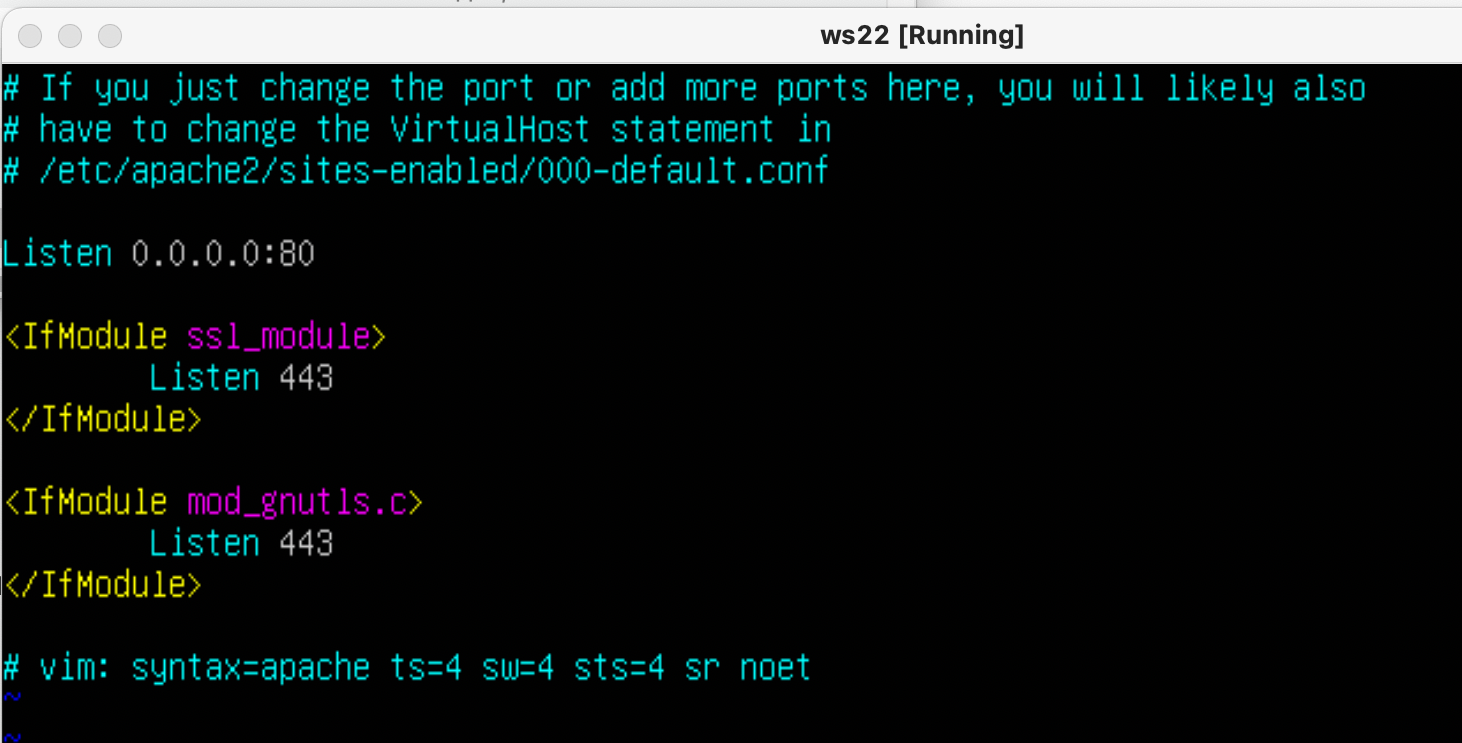 ws22 [Running]
# If you just change the port or add more ports here, you will likely also
# have to change the VirtualHost statement in
# /etc/apache2/sites-enabled/000-default.conf
Listen 0.0.0.0:80
<IfModule ssl_module>
        Listen 443
</IfModule>
<IfModule mod_gnutls.c>
        Listen 443
</IfModule>
# vim: syntax=apache ts=4 sw=4 sts=4 sr noet
~
~